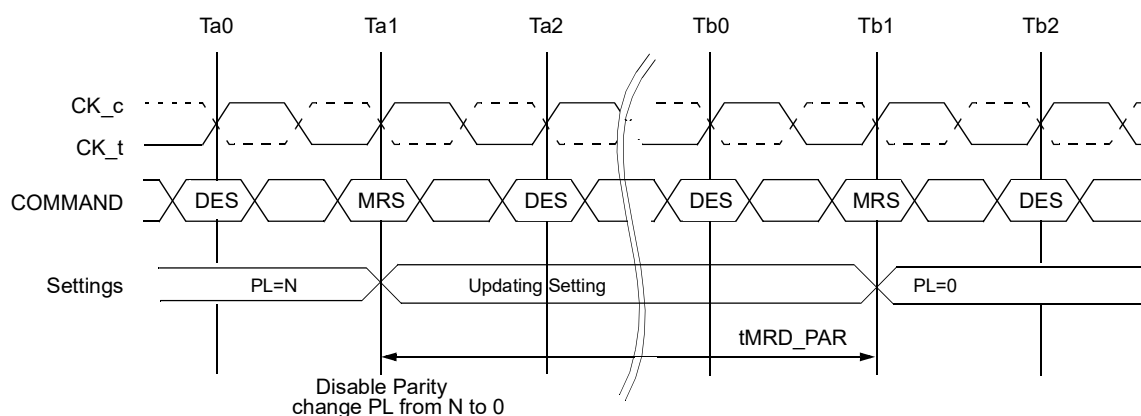 Ta0 Ta1 Ta2 Tb0 Tb1 Tb2
CK_c
CK_t
COMMAND DES MRS DES DES MRS DES
Settings PL=N Updating Setting PL=0
tMRD_PAR
Disable Parity
change PL from N to 0